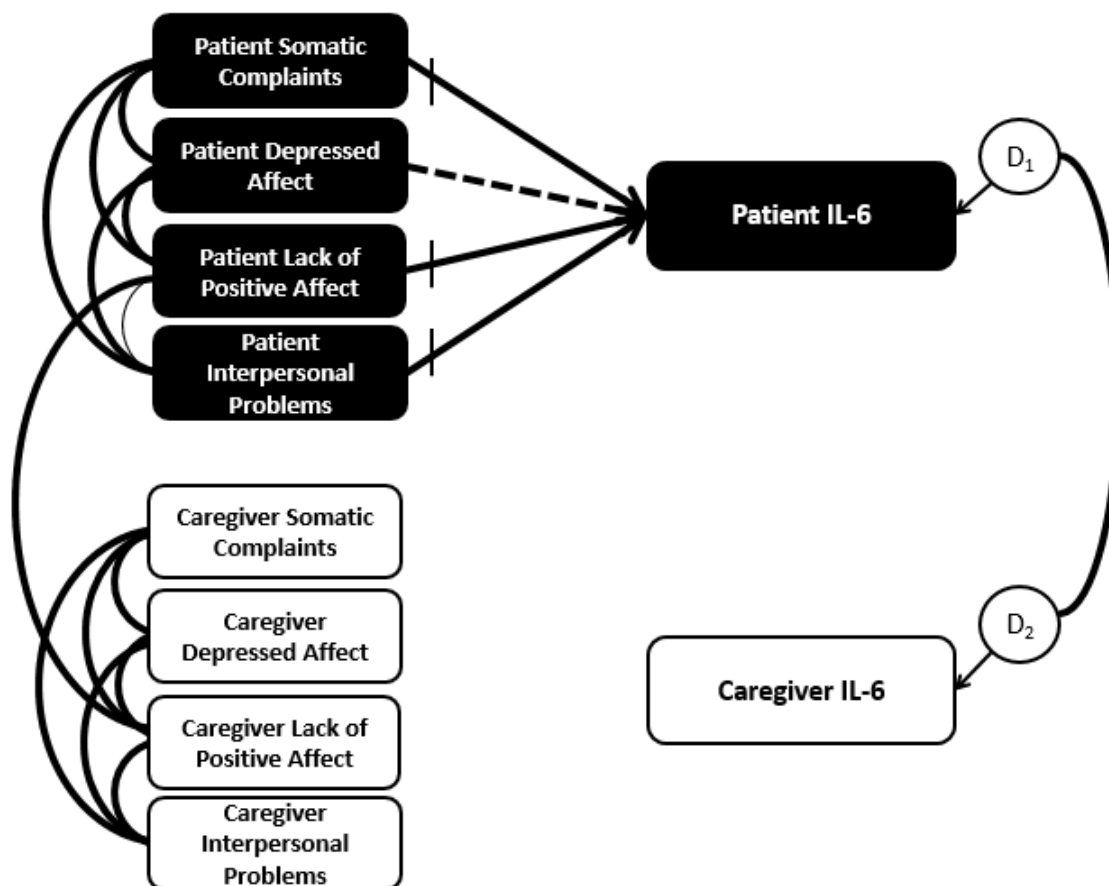 Patient Somatic
Complaints
Patient Depressed
Affect
Patient Lack of
Positive Affect
Patient
Interpersonal
Problems
Patient IL-6
D1
Caregiver Somatic
Complaints
Caregiver
Depressed Affect
Caregiver Lack of
Positive Affect
Caregiver
Interpersonal
Problems
Caregiver IL-6
D2